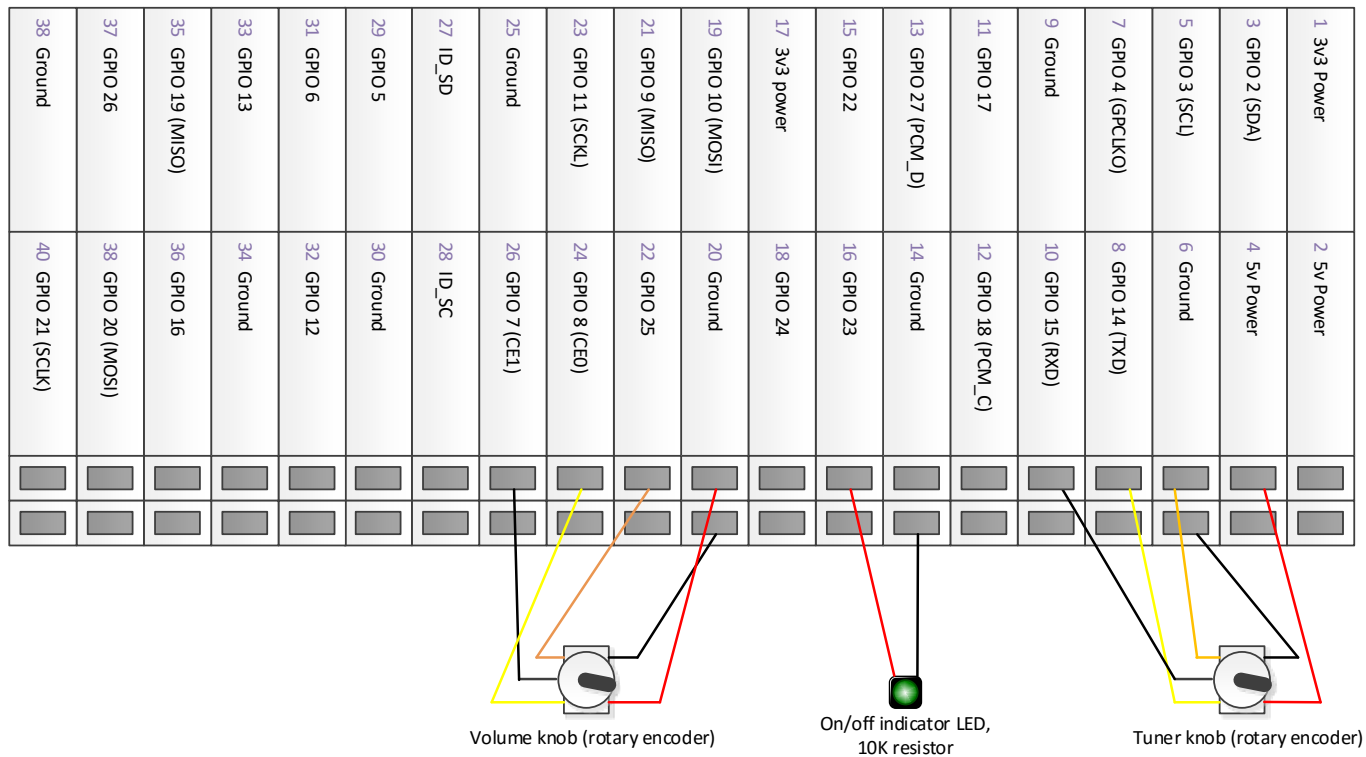 38 Ground
37 GPIO 26
35 GPIO 19 (MISO)
33 GPIO 13
31 GPIO 6
29 GPIO 5
27 ID_SD
25 Ground
23 GPIO 11 (SCKL)
21 GPIO 9 (MISO)
19 GPIO 10 (MOSI)
17 3v3 power
15 GPIO 22
13 GPIO 27 (PCM_D)
11 GPIO 17
9 Ground
7 GPIO 4 (GPCLKO)
5 GPIO 3 (SCL)
3 GPIO 2 (SDA)
1 3v3 Power
40 GPIO 21 (SCLK)
38 GPIO 20 (MOSI)
36 GPIO 16
34 Ground
32 GPIO 12
30 Ground
28 ID_SC
26 GPIO 7 (CE1)
24 GPIO 8 (CE0)
22 GPIO 25
20 Ground
18 GPIO 24
16 GPIO 23
14 Ground
12 GPIO 18 (PCM_C)
10 GPIO 15 (RXD)
8 GPIO 14 (TXD)
6 Ground
4 5v Power
2 5v Power
Volume knob (rotary encoder)
On/off indicator LED,
10K resistor
Tuner knob (rotary encoder)